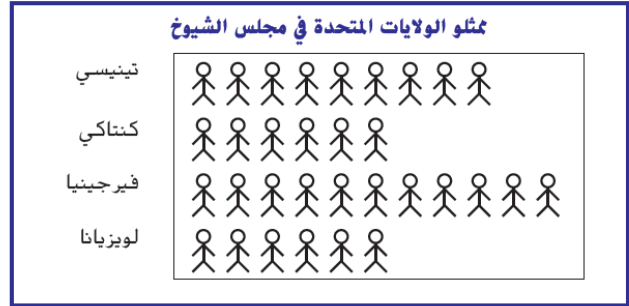 ممثلو الولايات المتحدة في مجلس الشيوخ
تينيسي
كنتاكي
فيرجينيا
لويزيانا